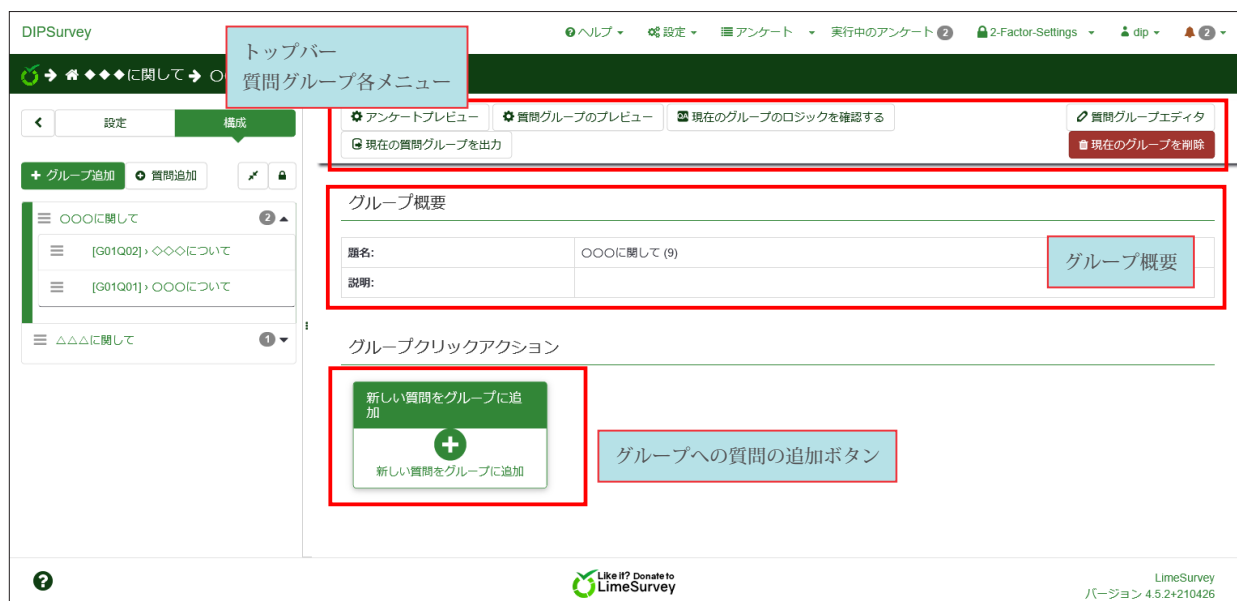 DIPSurvey
ヘルプ
設定
アンケート
実行中のアンケート 2
2-Factor-Settings
dip
2
◆◆◆に関して
トップバー
質問グループ各メニュー
設定
構成
アンケートプレビュー
質問グループのプレビュー
現在のグループのロジックを確認する
質問グループエディタ
現在の質問グループを出力
現在のグループを削除
グループ追加
質問追加
〇〇〇に関して 2
[G01Q02] › ◇◇◇について
[G01Q01] › 〇〇〇について
△△△に関して 1
グループ概要
題名: 〇〇〇に関して (9)
説明:
グループ概要
グループクリックアクション
新しい質問をグループに追
加
新しい質問をグループに追加
グループへの質問の追加ボタン
Like it? Donate to
LimeSurvey
LimeSurvey
バージョン 4.5.2+210426